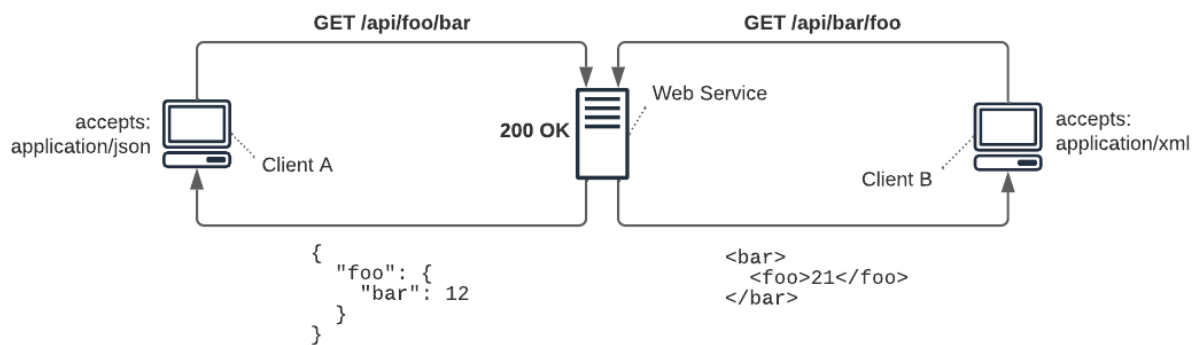 GET /api/foo/bar
GET /api/bar/foo
accepts:
application/json
Client A
200 OK
Web Service
Client B
accepts:
application/xml
{
  "foo": {
    "bar": 12
  }
}
<bar>
  <foo>21</foo>
</bar>